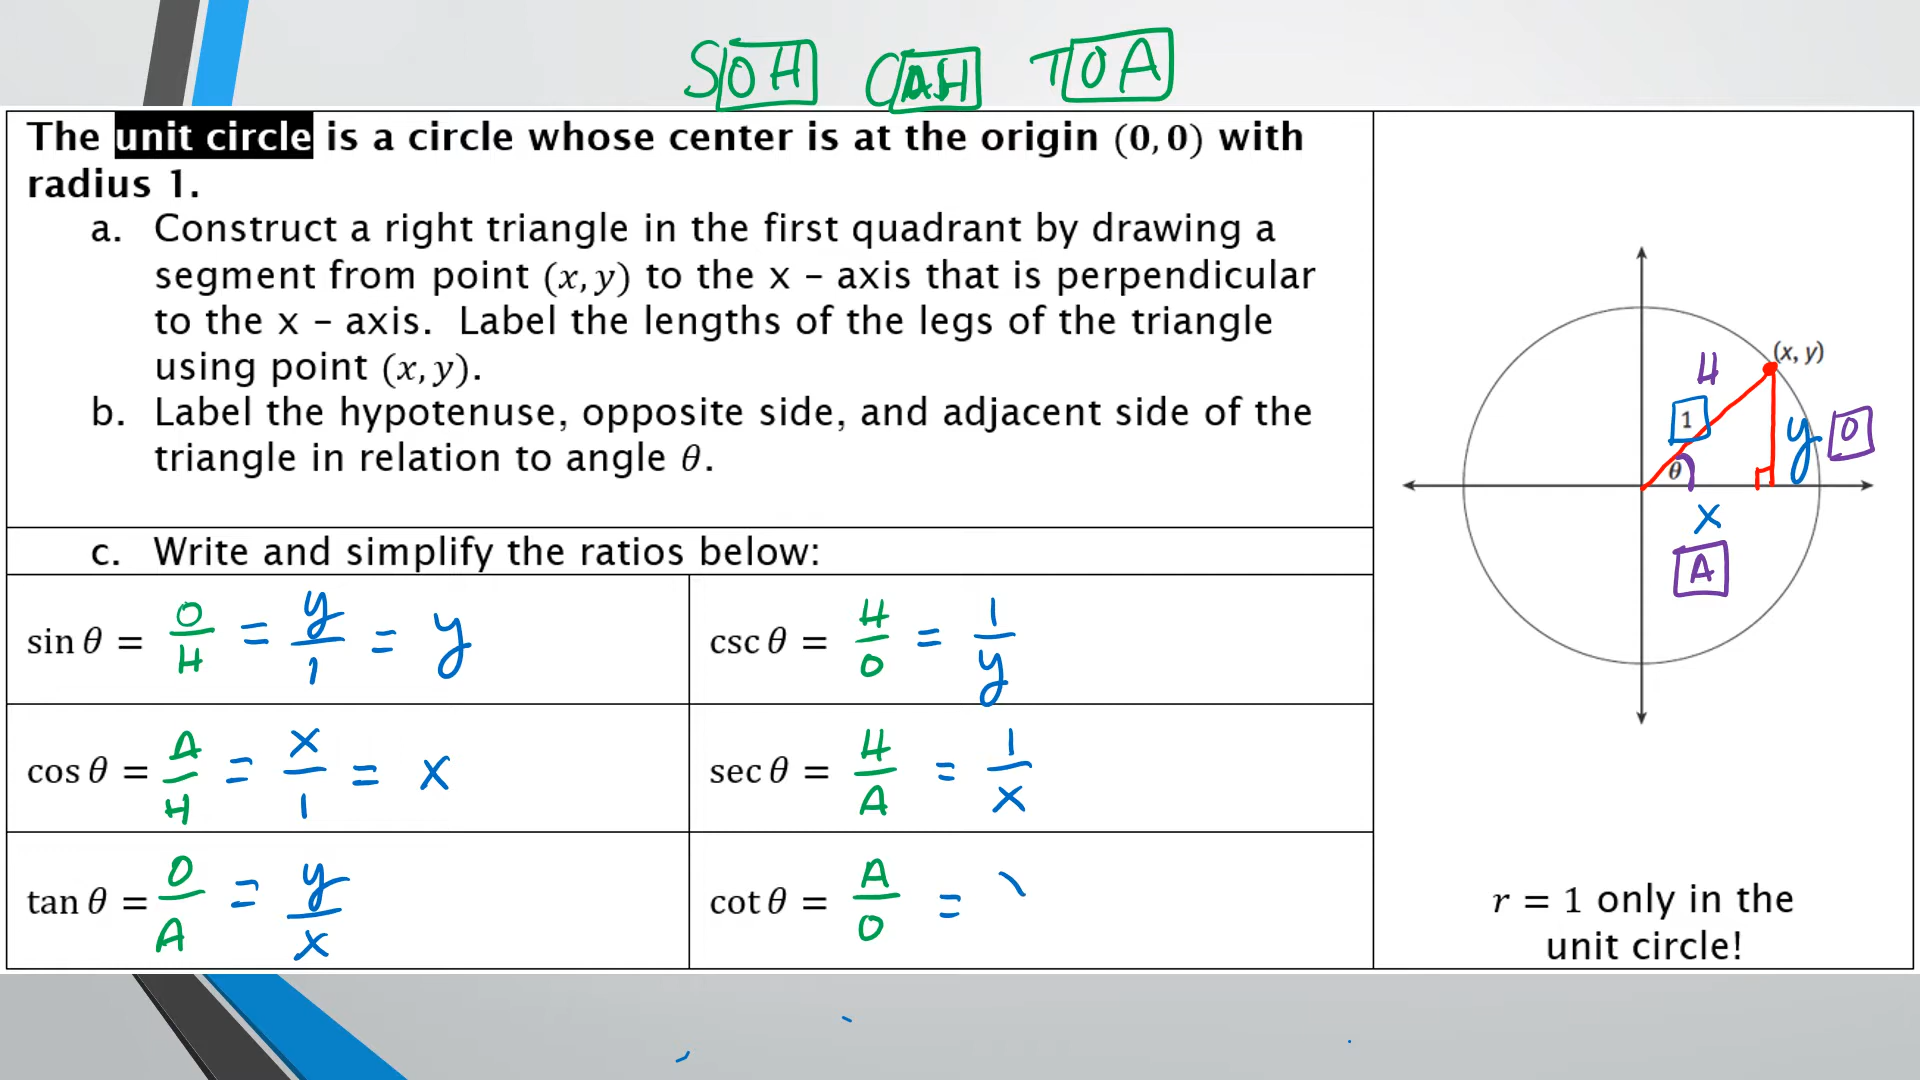 SOH CAH TOA
The unit circle is a circle whose center is at the origin (0, 0) with
radius 1.
a. Construct a right triangle in the first quadrant by drawing a
segment from point (x, y) to the x – axis that is perpendicular
to the x – axis. Label the lengths of the legs of the triangle
using point (x, y).
b. Label the hypotenuse, opposite side, and adjacent side of the
triangle in relation to angle θ.
c. Write and simplify the ratios below:
sin θ = O/H = y/1 = y
csc θ = H/O = 1/y
cos θ = A/H = x/1 = x
sec θ = H/A = 1/x
tan θ = O/A = y/x
cot θ = A/O =
(x, y)
H
1
y O
θ
x
A
r = 1 only in the
unit circle!